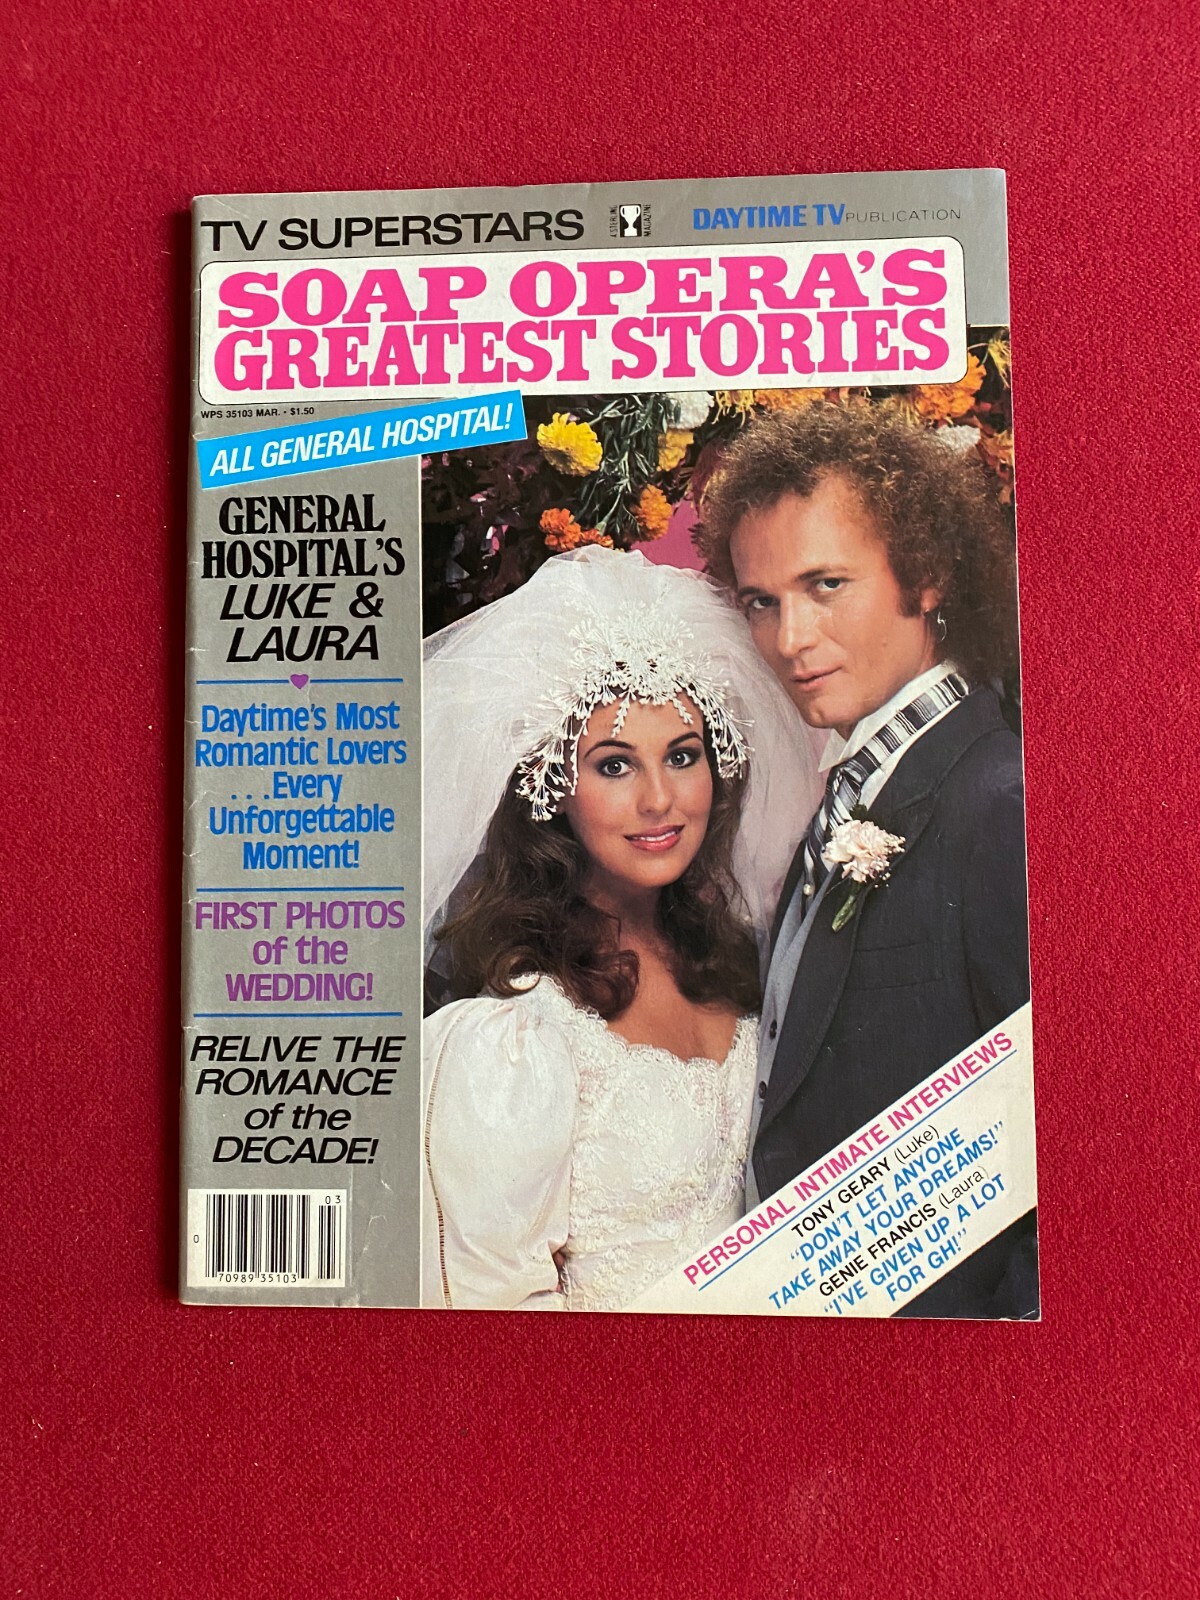 TV SUPERSTARS
A STERLING
MAGAZINE
DAYTIME TV PUBLICATION
SOAP OPERA'S
GREATEST STORIES
WPS 35103 MAR. • $1.50
ALL GENERAL HOSPITAL!
GENERAL
HOSPITAL'S
LUKE &
LAURA
Daytime's Most
Romantic Lovers
...Every
Unforgettable
Moment!
FIRST PHOTOS
of the
WEDDING!
RELIVE THE
ROMANCE
of the
DECADE!
PERSONAL INTIMATE INTERVIEWS
TONY GEARY (Luke)
"DON'T LET ANYONE
TAKE AWAY YOUR DREAMS!"
GENIE FRANCIS (Laura)
"I'VE GIVEN UP A LOT
FOR GH!"
03
0
70989 35103